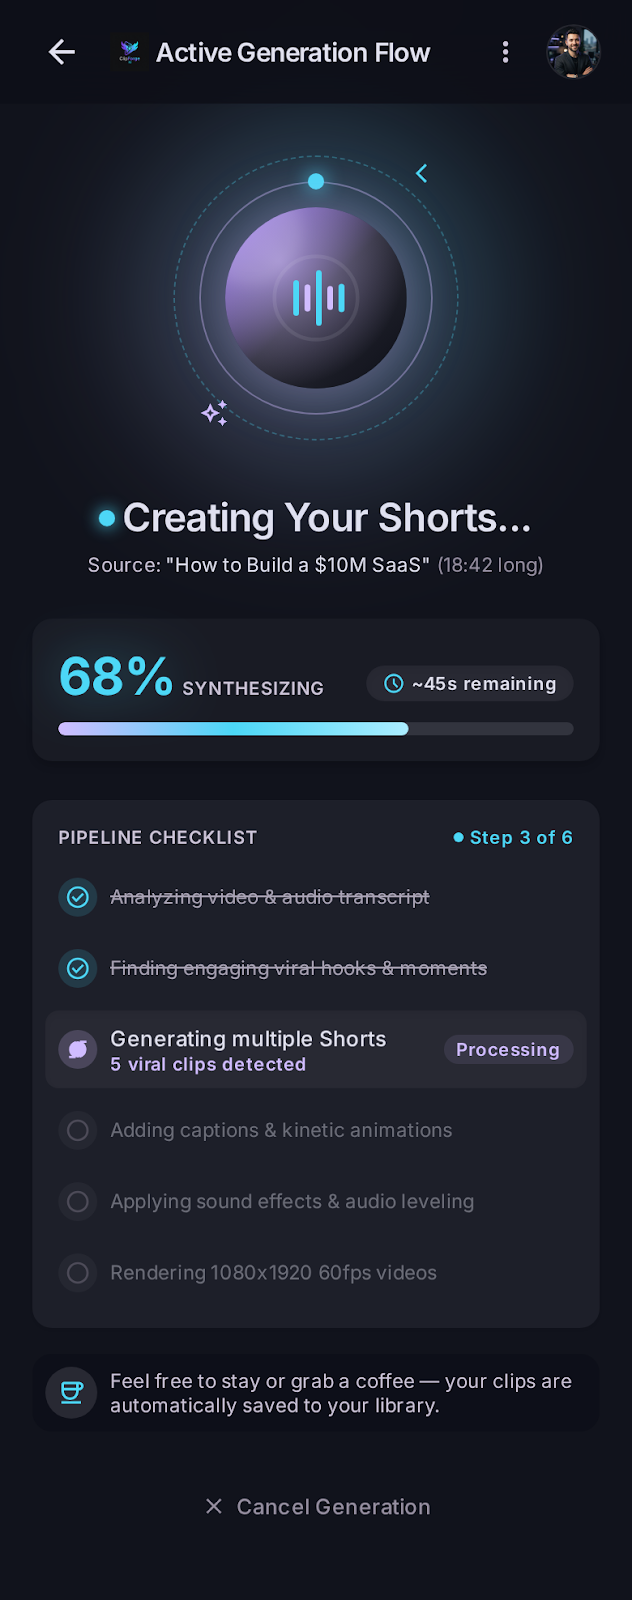 Active Generation Flow
Creating Your Shorts...
Source: "How to Build a $10M SaaS" (18:42 long)
68% SYNTHESIZING
~45s remaining
PIPELINE CHECKLIST
Step 3 of 6
Analyzing video & audio transcript
Finding engaging viral hooks & moments
Generating multiple Shorts
5 viral clips detected
Processing
Adding captions & kinetic animations
Applying sound effects & audio leveling
Rendering 1080x1920 60fps videos
Feel free to stay or grab a coffee — your clips are
automatically saved to your library.
Cancel Generation